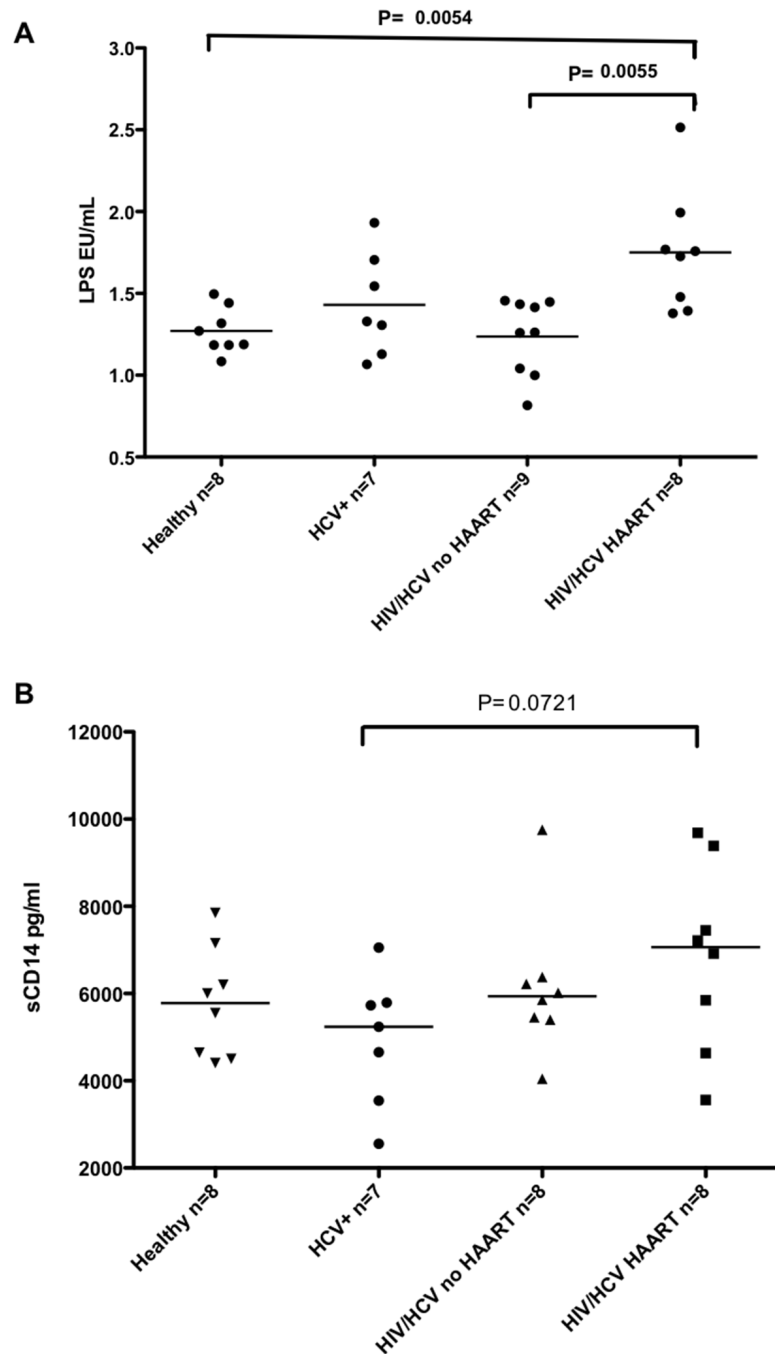 A
P= 0.0054
P= 0.0055
3.0
2.5
2.0
1.5
1.0
0.5
LPS EU/mL
Healthy n=8
HCV+ n=7
HIV/HCV no HAART n=9
HIV/HCV HAART n=8
B
P=0.0721
12000
10000
8000
6000
4000
2000
sCD14 pg/ml
Healthy n=8
HCV+ n=7
HIV/HCV no HAART n=8
HIV/HCV HAART n=8